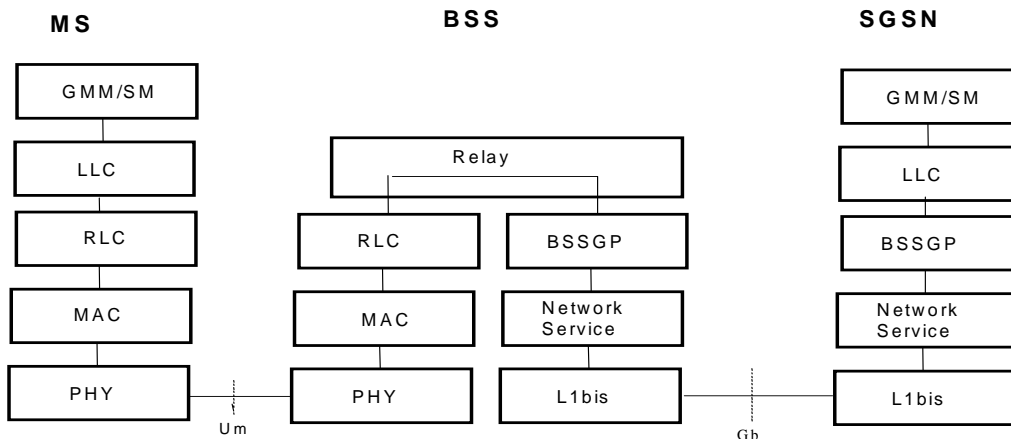 MS
BSS
SGSN
GMM/SM
LLC
RLC
MAC
PHY
Um
Relay
RLC
MAC
PHY
BSSGP
Network
Service
L1bis
Gb
GMM/SM
LLC
BSSGP
Network
Service
L1bis